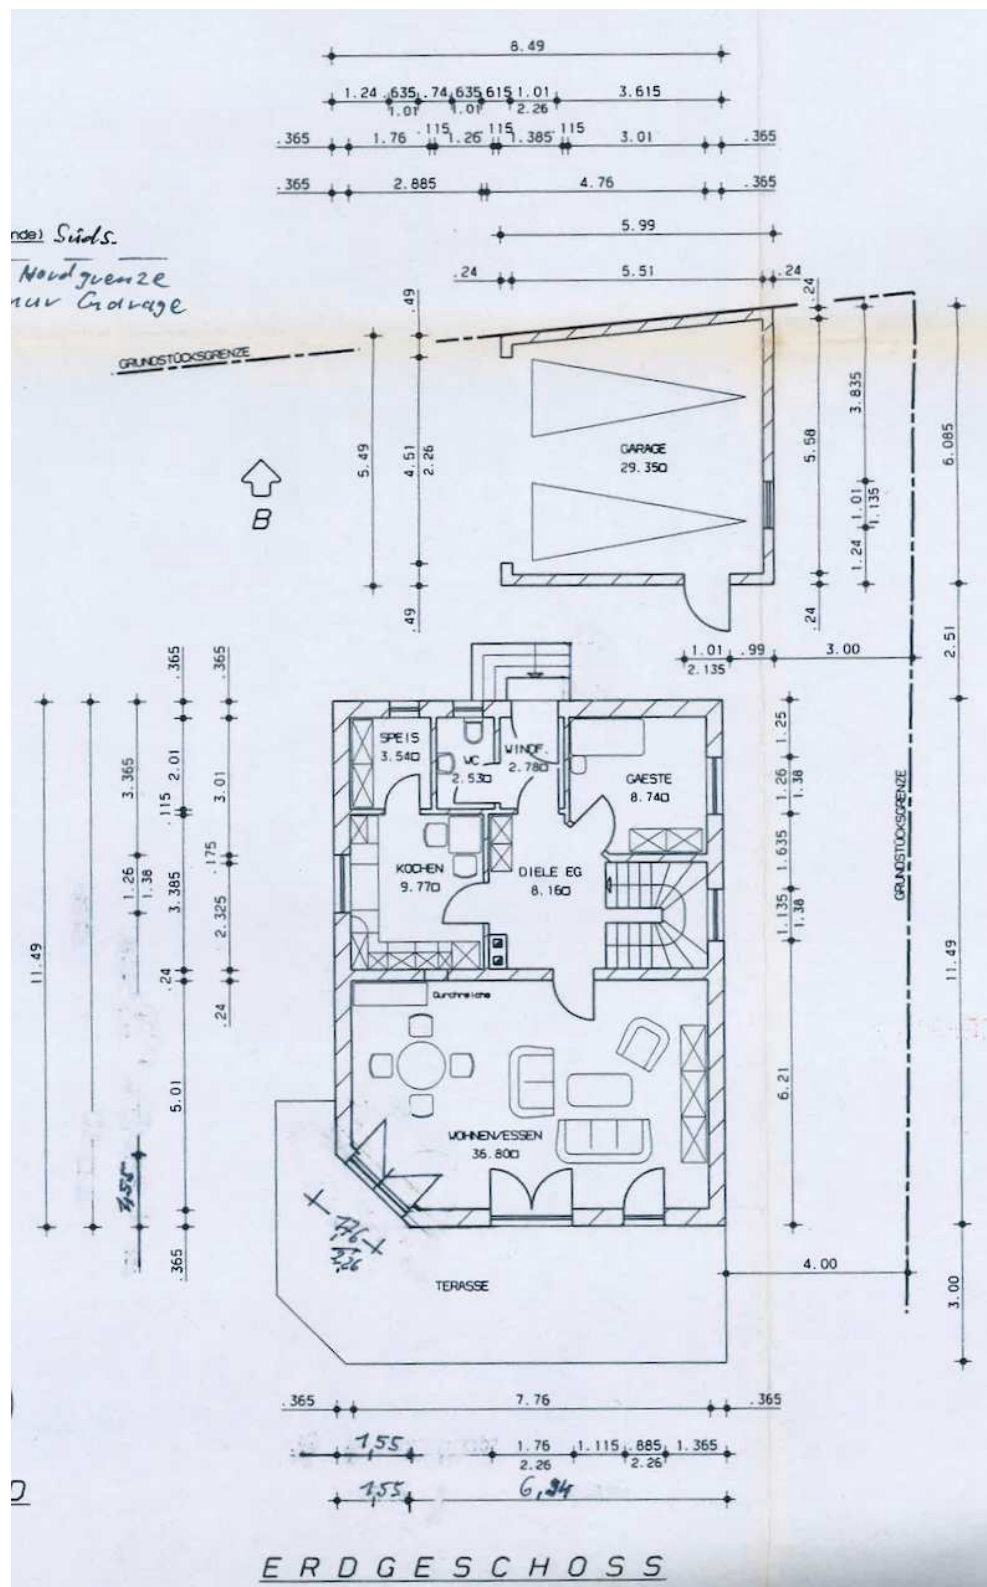 8.49
1.24 .635 .74 .635 .615 1.01 3.615
1.01 1.01 2.26
.365 1.76 .115 1.26 .115 1.385 .115 3.01 .365
.365 2.885 4.76 .365
5.99
.24 5.51 .24
nde) Süds.
Nordgrenze
nur Garage
GRUNDSTÜCKSGRENZE
.49
5.49
4.51
2.26
.49
B
GARAGE
29.35□
.24
5.58
.24
3.835
1.01
1.135
1.24
6.085
2.51
11.49
3.00
1.01 .99 3.00
2.135
GRUNDSTÜCKSGRENZE
11.49
3.365
1.26
1.38
.365
2.01
.115
3.385
.24
5.01
.365
.365
3.01
.175
2.325
.24
SPEIS
3.54□
WC
2.53□
WINDF.
2.78□
GAESTE
8.74□
KOCHEN
9.77□
DIELE EG
8.16□
1.25
1.26
1.38
1.635
1.135
1.38
6.21
Durchreiche
WOHNEN/ESSEN
36.80□
1,76
2,26
TERASSE
4.00
.365 7.76 .365
1,55 1.76 1.115 .885 1.365
2.26 2.26
1,55 6,94
ERDGESCHOSS